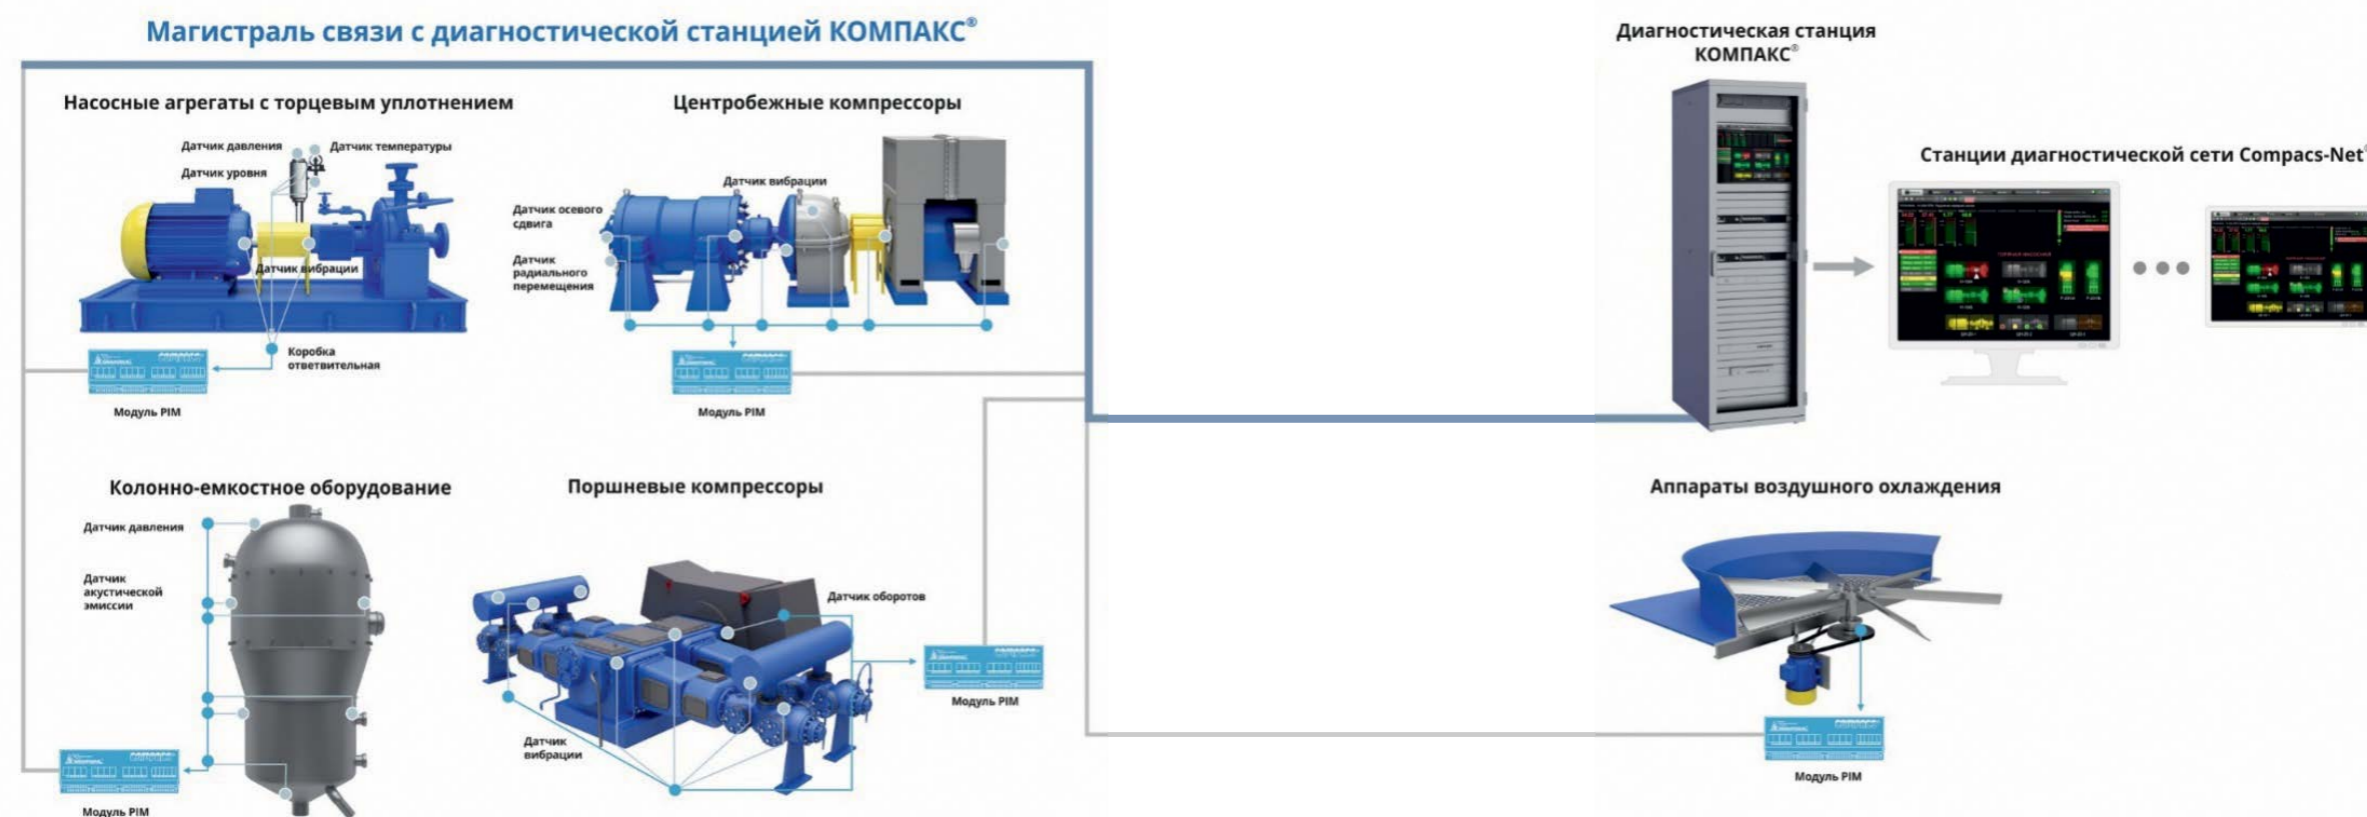 Магистраль связи с диагностической станцией КОМПАКС®
Диагностическая станция
КОМПАКС®
Насосные агрегаты с торцевым уплотнением
Центробежные компрессоры
Датчик давления
Датчик температуры
Датчик уровня
Датчик вибрации
Коробка
ответвительная
Модуль PIM
Датчик вибрации
Датчик осевого
сдвига
Датчик
радиального
перемещения
Модуль PIM
Станции диагностической сети Compacs-Net®
Колонно-емкостное оборудование
Поршневые компрессоры
Аппараты воздушного охлаждения
Датчик давления
Датчик
акустической
эмиссии
Модуль PIM
Датчик оборотов
Датчик
вибрации
Модуль PIM
Модуль PIM